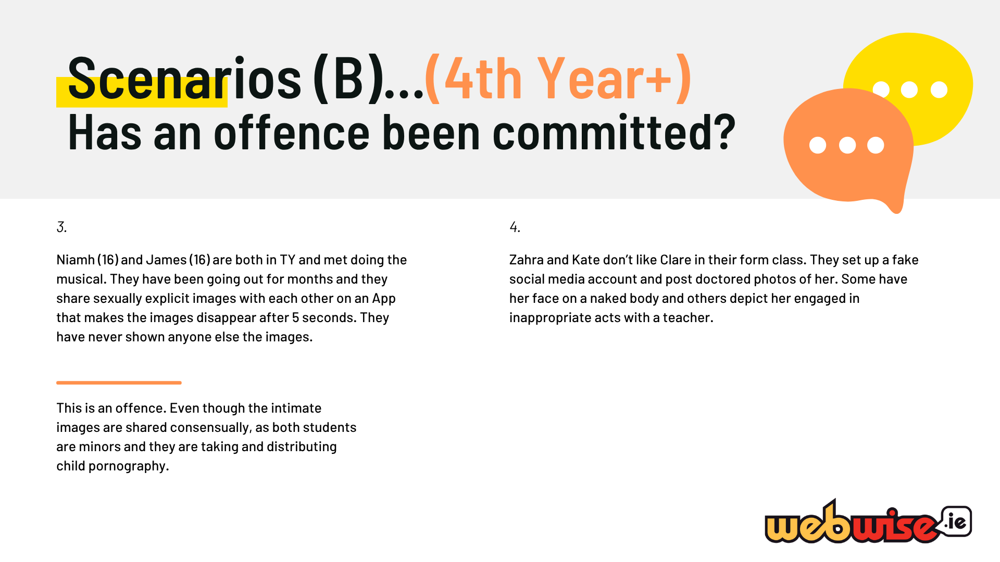 Scenarios (B)...(4th Year+)
Has an offence been committed?
3.
Niamh (16) and James (16) are both in TY and met doing the
musical. They have been going out for months and they
share sexually explicit images with each other on an App
that makes the images disappear after 5 seconds. They
have never shown anyone else the images.
This is an offence. Even though the intimate
images are shared consensually, as both students
are minors and they are taking and distributing
child pornography.
4.
Zahra and Kate don’t like Clare in their form class. They set up a fake
social media account and post doctored photos of her. Some have
her face on a naked body and others depict her engaged in
inappropriate acts with a teacher.
webwise.ie